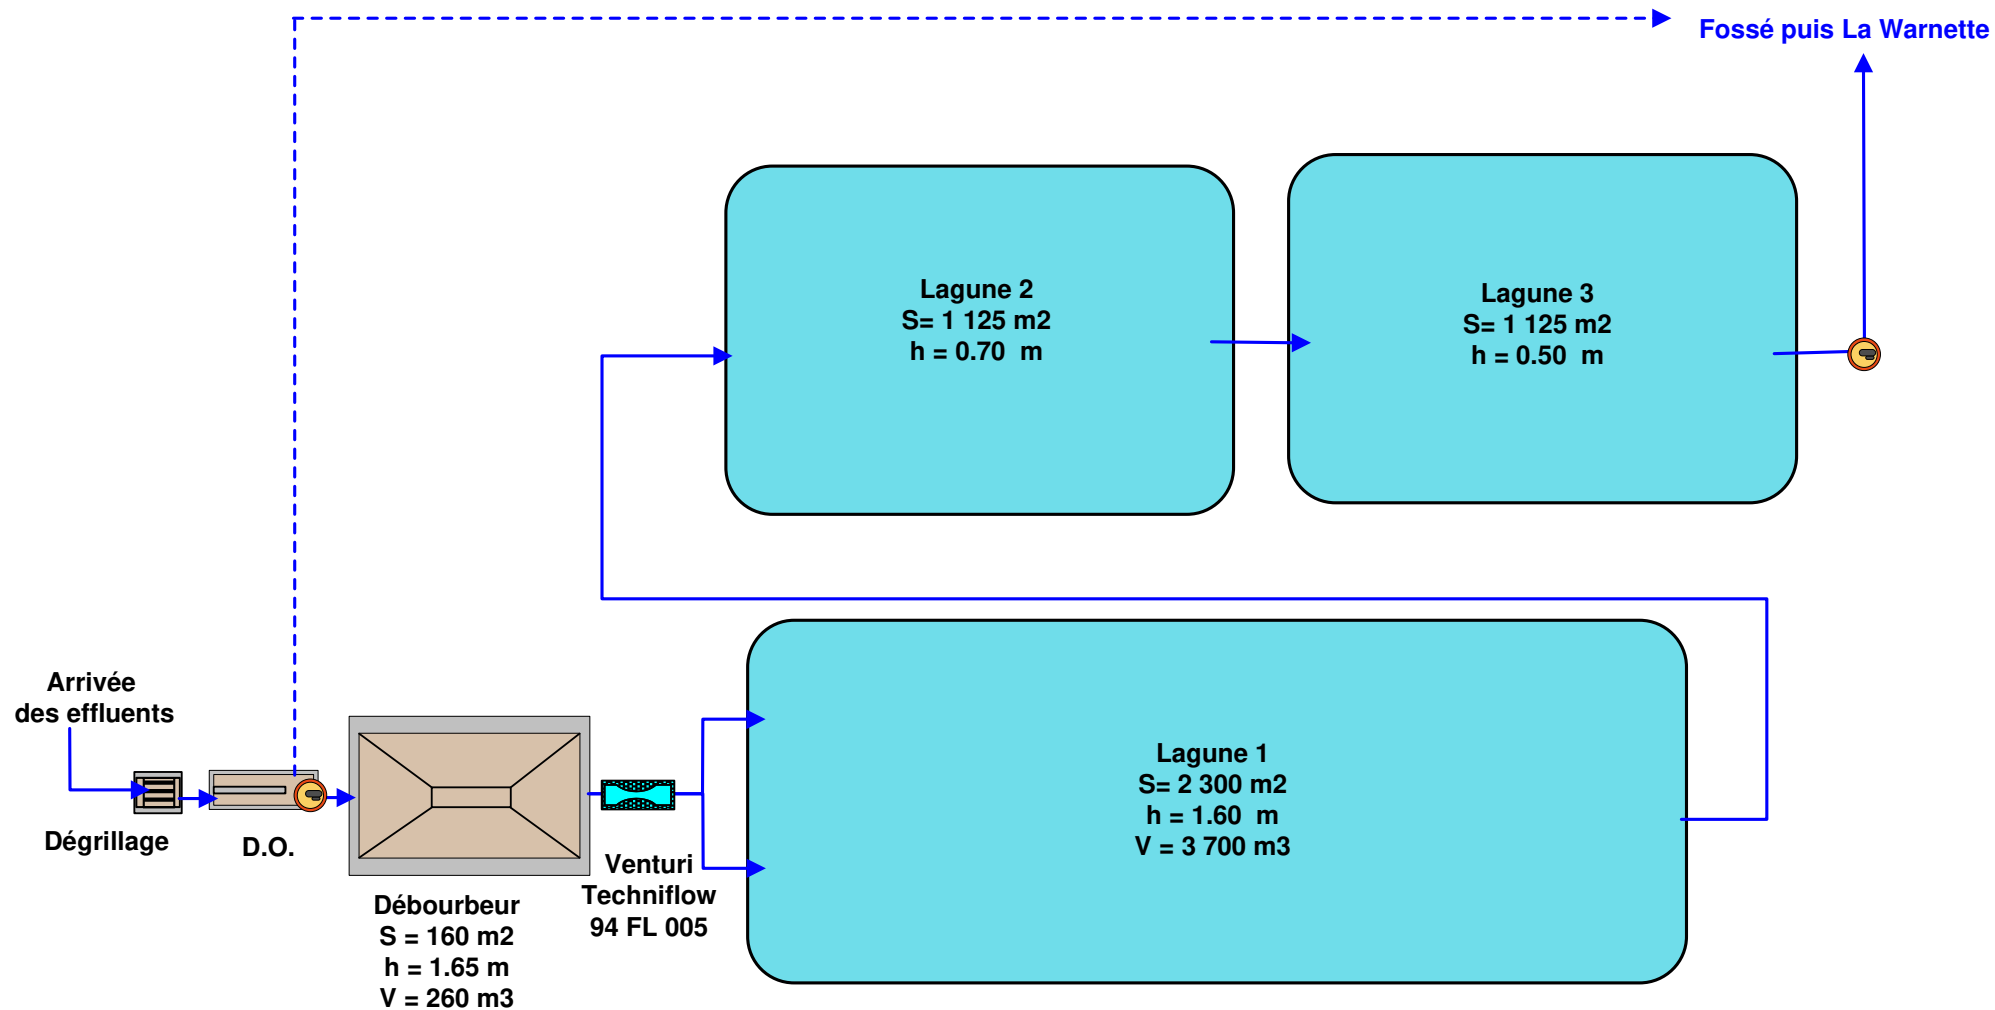 Fossé puis La Warnette
Lagune 2
S= 1 125 m2
h = 0.70 m
Lagune 3
S= 1 125 m2
h = 0.50 m
Arrivée
des effluents
Dégrillage
D.O.
Débourbeur
S = 160 m2
h = 1.65 m
V = 260 m3
Venturi
Techniflow
94 FL 005
Lagune 1
S= 2 300 m2
h = 1.60 m
V = 3 700 m3